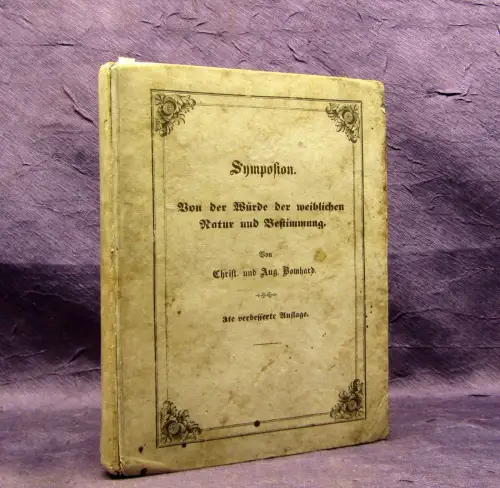 Symposion.
Von der Würde der weiblichen
Natur und Bestimmung.
Von
Christ. und Aug. Bomhard.
3te verbesserte Auflage.